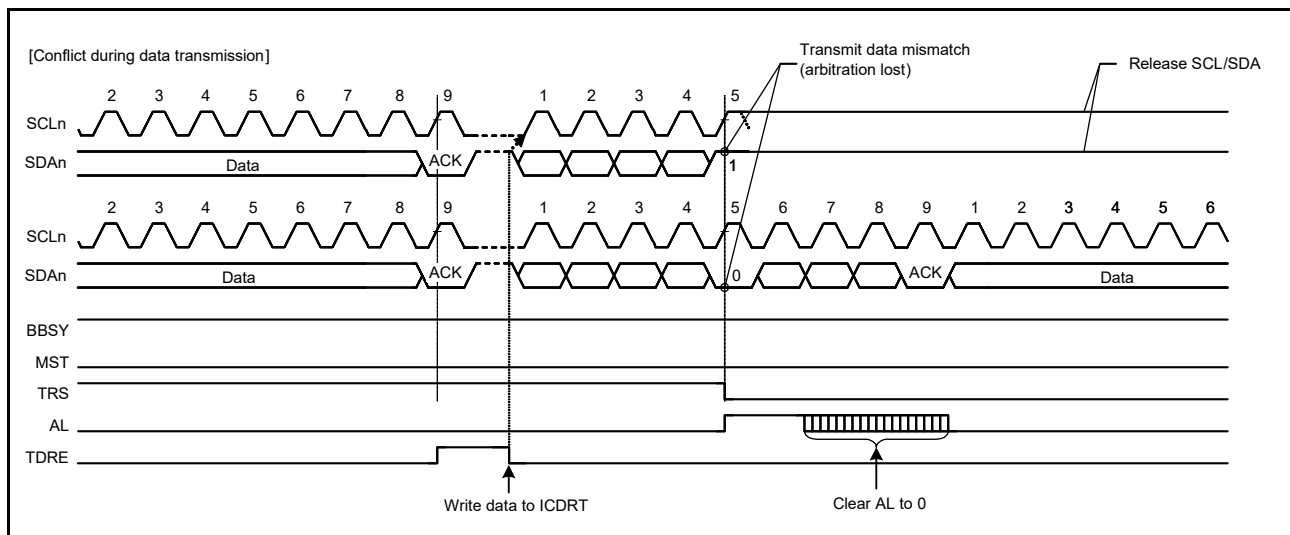 [Conflict during data transmission]
Transmit data mismatch
(arbitration lost)
Release SCL/SDA
2 3 4 5 6 7 8 9 1 2 3 4 5
SCLn
SDAn Data ACK 1
2 3 4 5 6 7 8 9 1 2 3 4 5 6 7 8 9 1 2 3 4 5 6
SCLn
SDAn Data ACK 0 ACK Data
BBSY
MST
TRS
AL
TDRE
Write data to ICDRT
Clear AL to 0